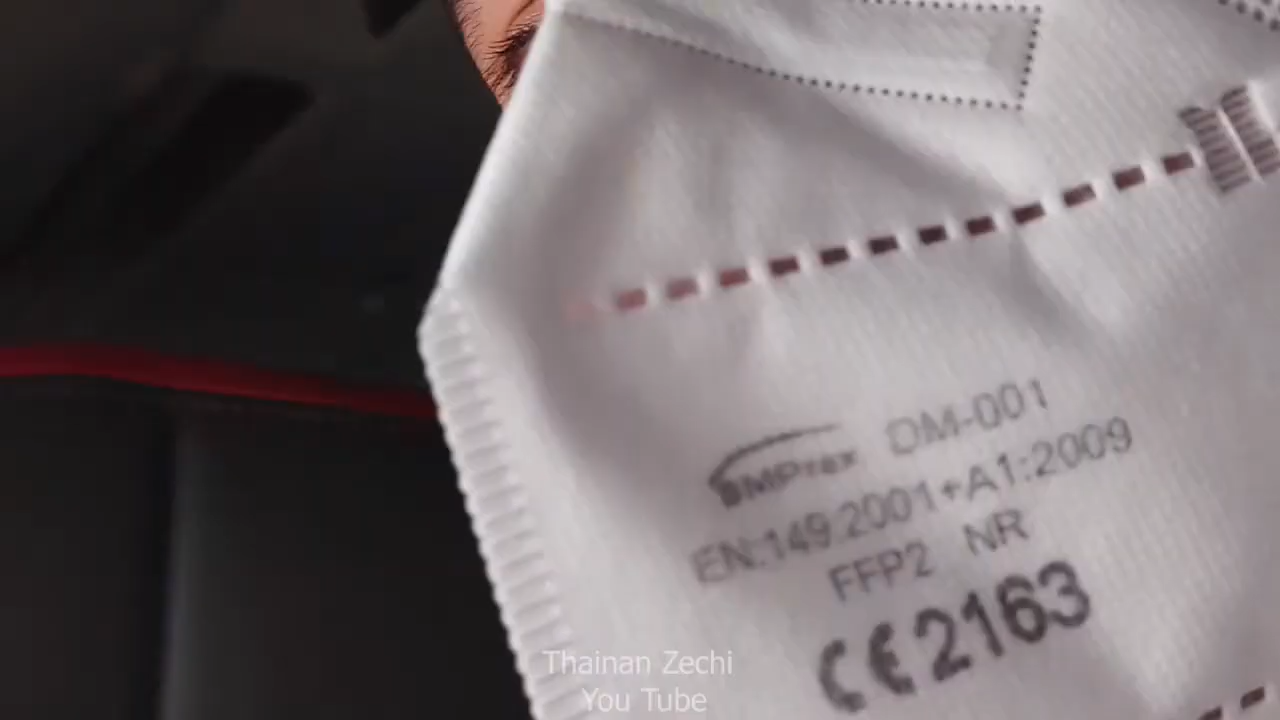 DM-001
EN:149:2001+A1:2009
FFP2 NR
CE 2163
Thainan Zechi
You Tube